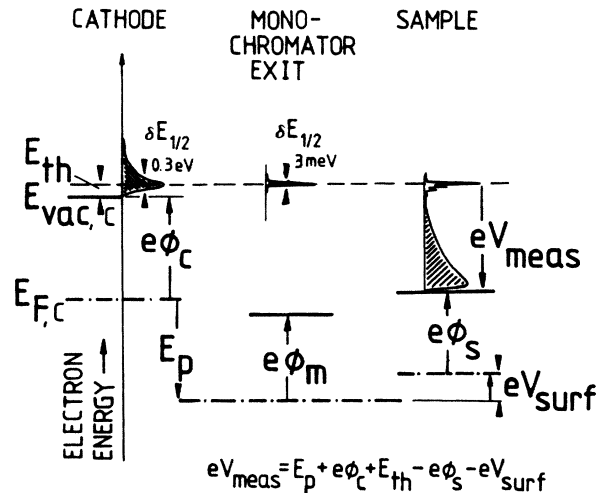 CATHODE
MONO-
CHROMATOR
EXIT
SAMPLE
δE1/2
0.3eV
δE1/2
3meV
Eth
Evac,C
eϕc
eVmeas
EF,C
Ep
eϕm
eϕs
eVsurf
ELECTRON
ENERGY →
eVmeas=Ep+eϕc+Eth-eϕs-eVsurf